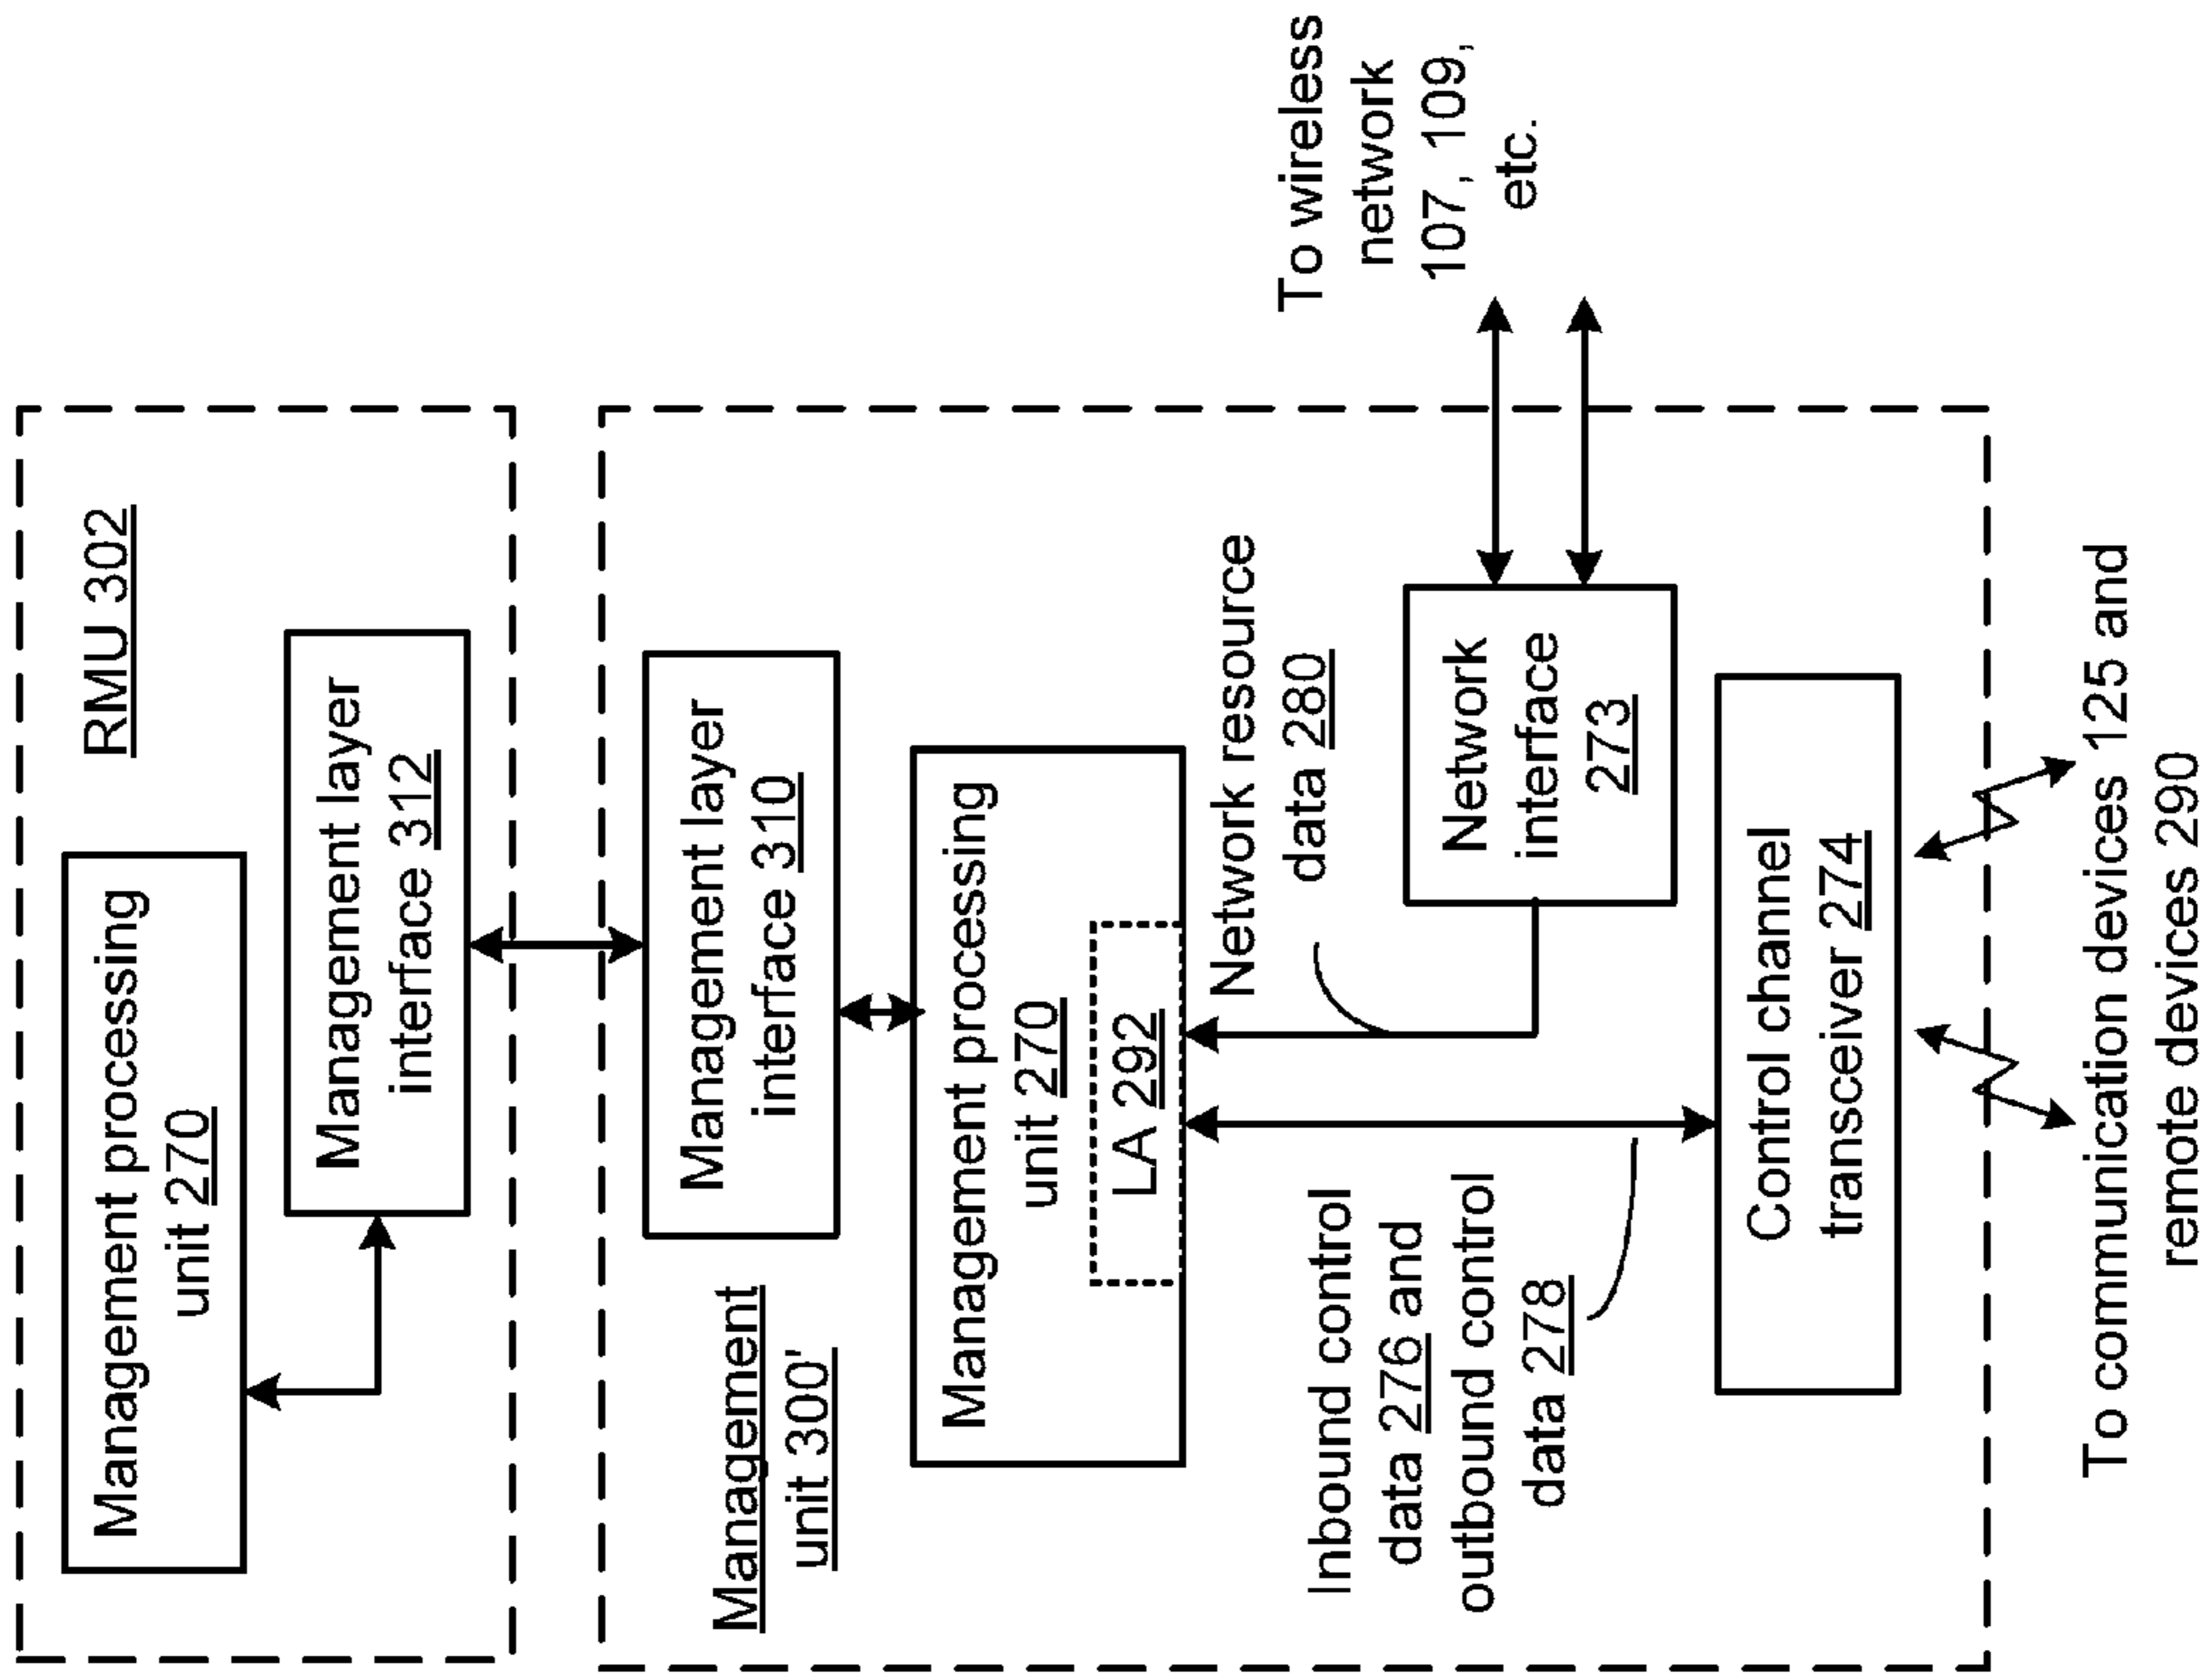 RMU 302
Management processing
unit 270
Management layer
interface 312
Management
unit 300'
Management layer
interface 310
Management processing
unit 270
LA 292
Network resource
data 280
Inbound control
data 276 and
outbound control
data 278
Network
interface
273
To wireless
network
107, 109,
etc.
Control channel
transceiver 274
To communication devices 125 and
remote devices 290